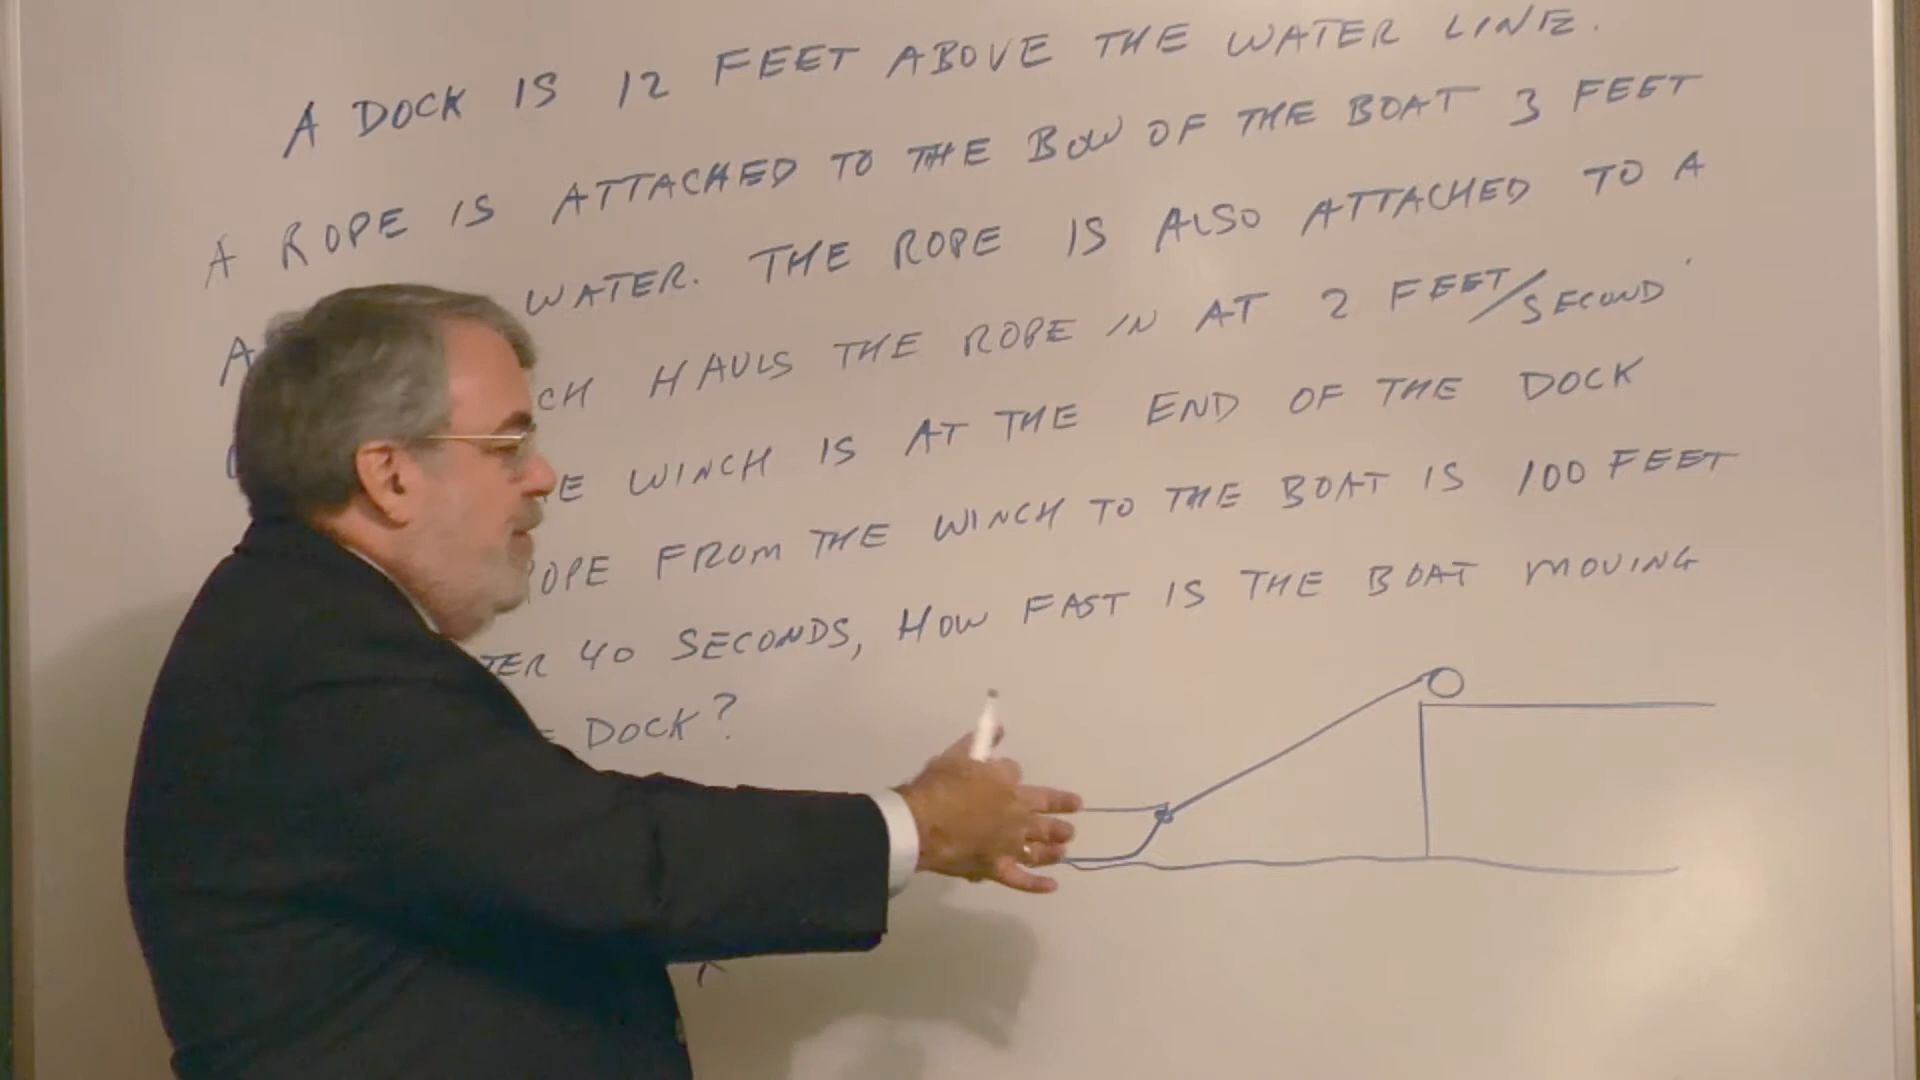 A DOCK IS 12 FEET ABOVE THE WATER LINE.
A ROPE IS ATTACHED TO THE BOW OF THE BOAT 3 FEET
WATER. THE ROPE IS ALSO ATTACHED TO A
CH HAULS THE ROPE IN AT 2 FEET/SECOND
E WINCH IS AT THE END OF THE DOCK
OPE FROM THE WINCH TO THE BOAT IS 100 FEET
TER 40 SECONDS, HOW FAST IS THE BOAT MOVING
DOCK?